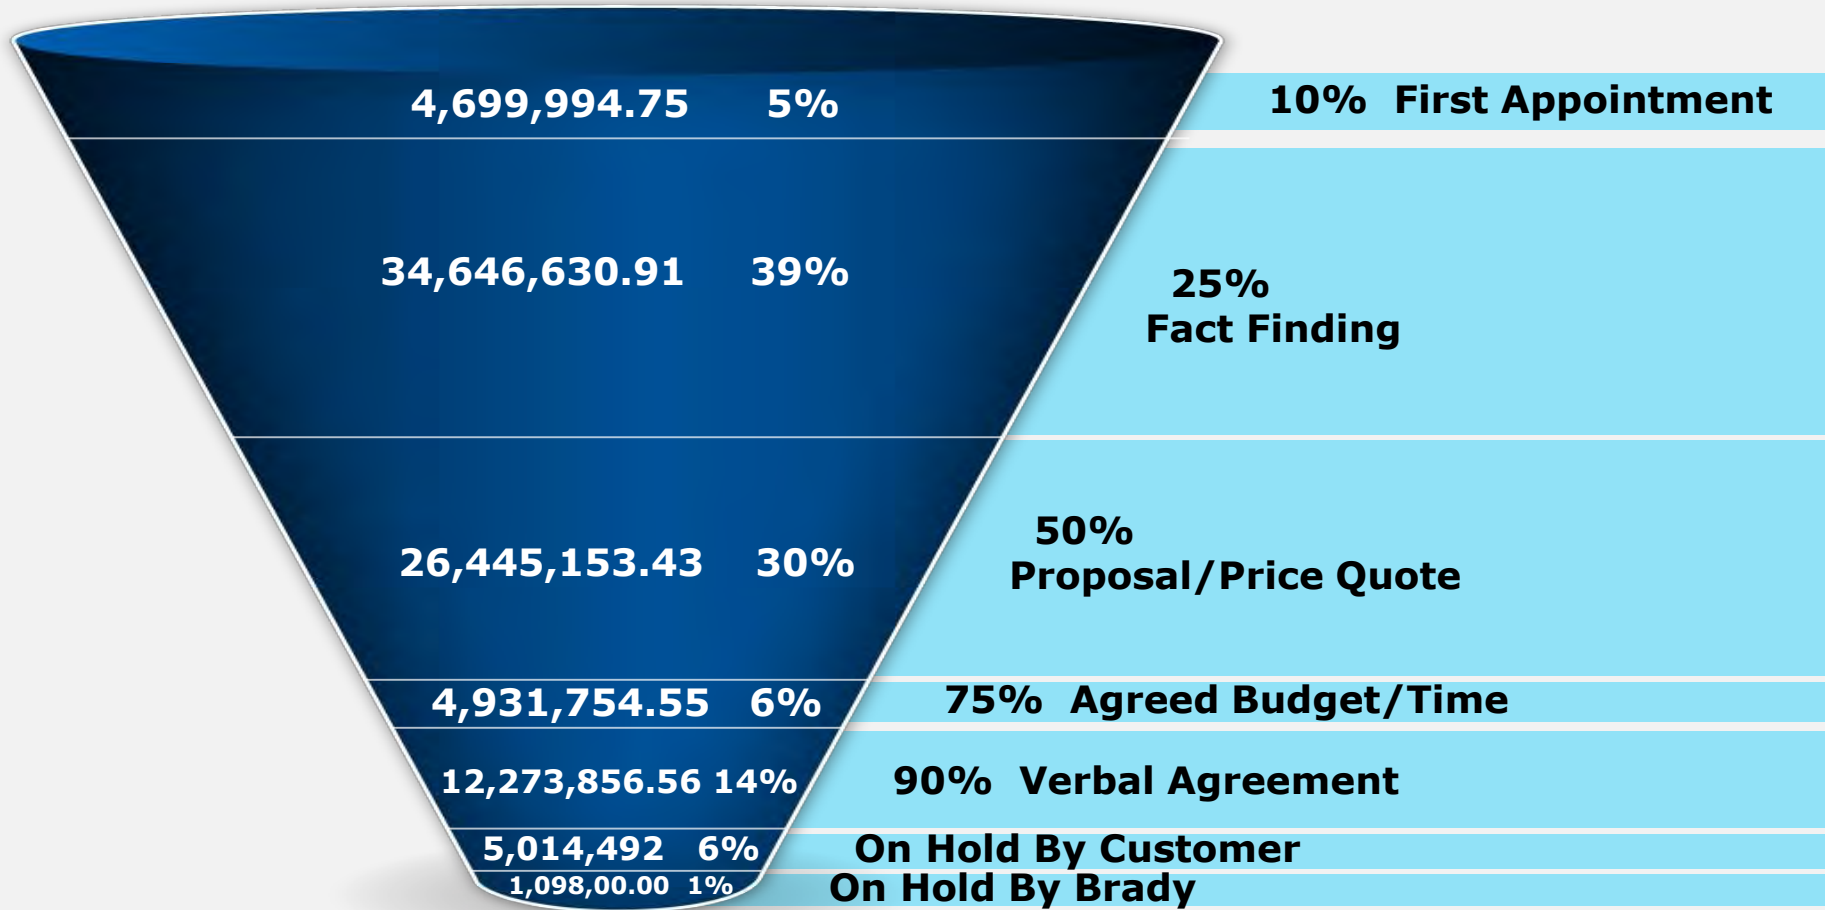 4,699,994.75 5% 10% First Appointment
34,646,630.91 39% 25%
Fact Finding
26,445,153.43 30% 50%
Proposal/Price Quote
4,931,754.55 6% 75% Agreed Budget/Time
12,273,856.56 14% 90% Verbal Agreement
5,014,492 6% On Hold By Customer
1,098,00.00 1% On Hold By Brady